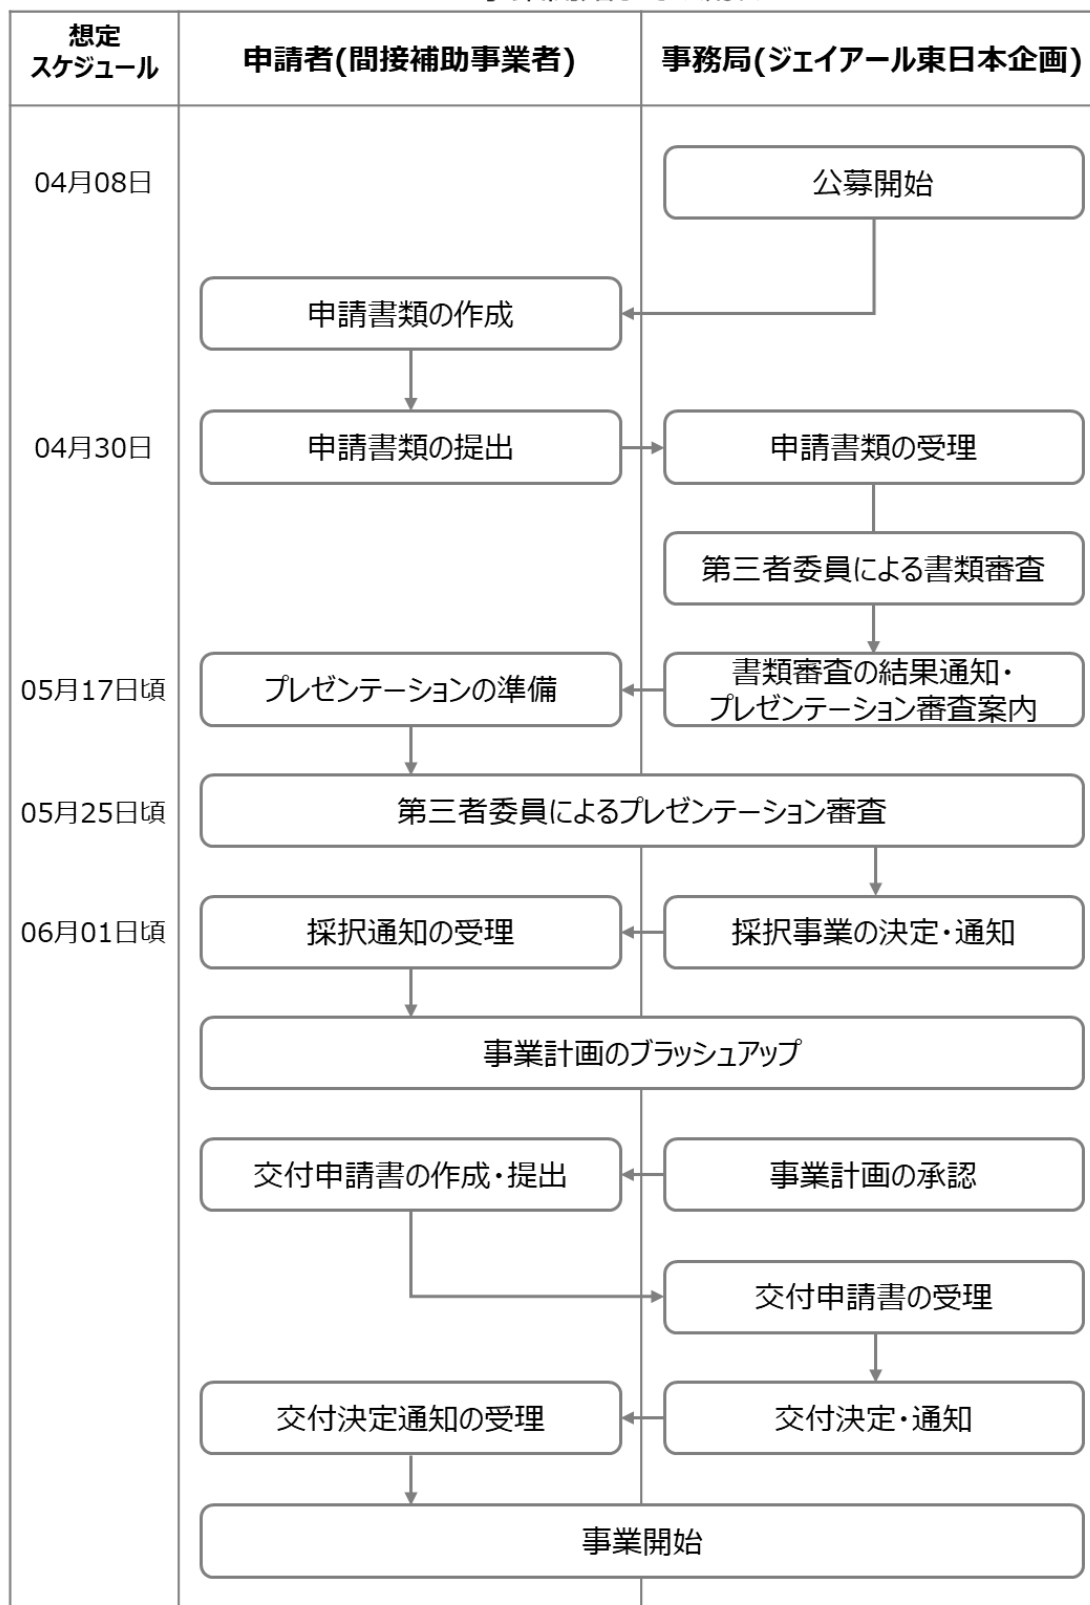 想定
スケジュール
申請者(間接補助事業者)
事務局(ジェイアール東日本企画)
04月08日
公募開始
申請書類の作成
04月30日
申請書類の提出
申請書類の受理
第三者委員による書類審査
05月17日頃
プレゼンテーションの準備
書類審査の結果通知・
プレゼンテーション審査案内
05月25日頃
第三者委員によるプレゼンテーション審査
06月01日頃
採択通知の受理
採択事業の決定・通知
事業計画のブラッシュアップ
交付申請書の作成・提出
事業計画の承認
交付申請書の受理
交付決定通知の受理
交付決定・通知
事業開始